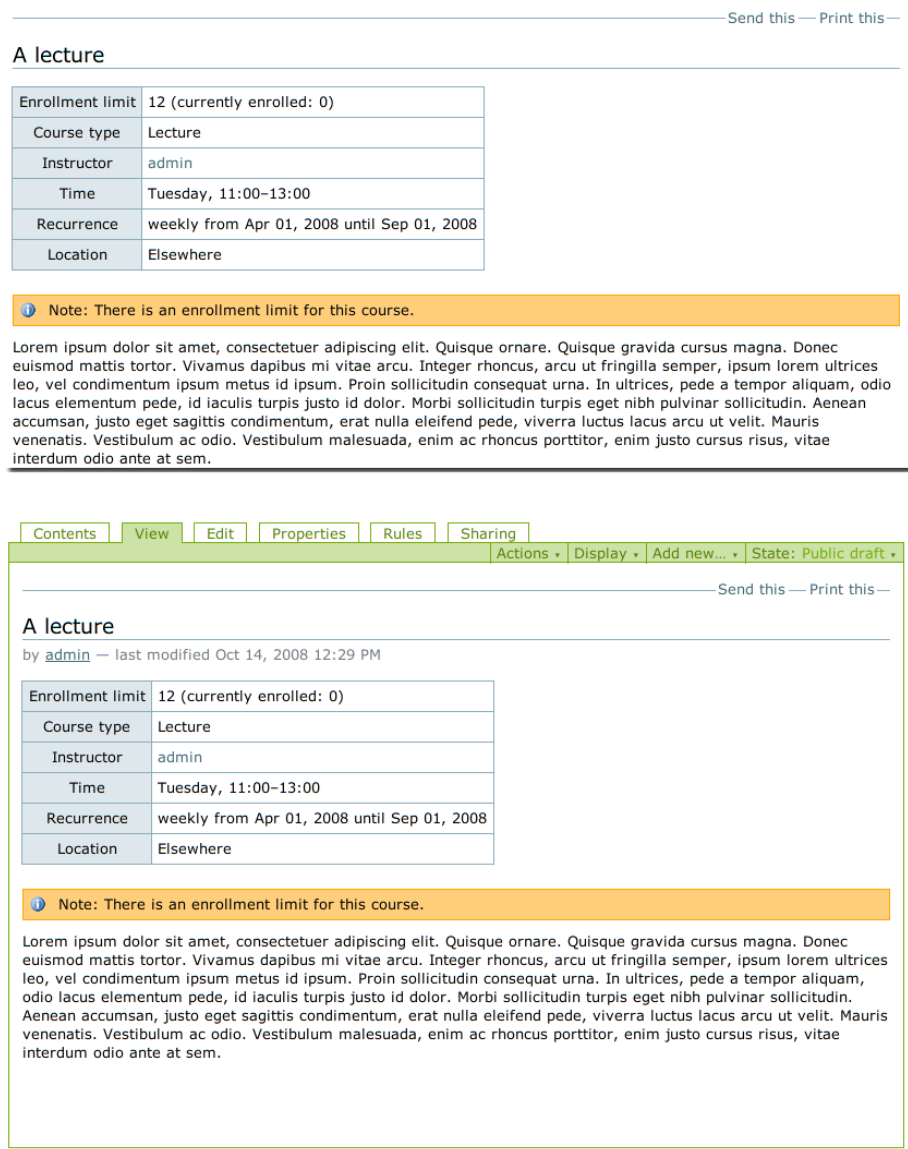 Send this — Print this
A lecture
Enrollment limit 12 (currently enrolled: 0)
Course type Lecture
Instructor admin
Time Tuesday, 11:00–13:00
Recurrence weekly from Apr 01, 2008 until Sep 01, 2008
Location Elsewhere
Note: There is an enrollment limit for this course.
Lorem ipsum dolor sit amet, consectetuer adipiscing elit. Quisque ornare. Quisque gravida cursus magna. Donec
euismod mattis tortor. Vivamus dapibus mi vitae arcu. Integer rhoncus, arcu ut fringilla semper, ipsum lorem ultrices
leo, vel condimentum ipsum metus id ipsum. Proin sollicitudin consequat urna. In ultrices, pede a tempor aliquam, odio
lacus elementum pede, id iaculis turpis justo id dolor. Morbi sollicitudin turpis eget nibh pulvinar sollicitudin. Aenean
accumsan, justo eget sagittis condimentum, erat nulla eleifend pede, viverra luctus lacus arcu ut velit. Mauris
venenatis. Vestibulum ac odio. Vestibulum malesuada, enim ac rhoncus porttitor, enim justo cursus risus, vitae
interdum odio ante at sem.
Contents View Edit Properties Rules Sharing
Actions Display Add new... State: Public draft
Send this — Print this
A lecture
by admin — last modified Oct 14, 2008 12:29 PM
Enrollment limit 12 (currently enrolled: 0)
Course type Lecture
Instructor admin
Time Tuesday, 11:00–13:00
Recurrence weekly from Apr 01, 2008 until Sep 01, 2008
Location Elsewhere
Note: There is an enrollment limit for this course.
Lorem ipsum dolor sit amet, consectetuer adipiscing elit. Quisque ornare. Quisque gravida cursus magna. Donec
euismod mattis tortor. Vivamus dapibus mi vitae arcu. Integer rhoncus, arcu ut fringilla semper, ipsum lorem ultrices
leo, vel condimentum ipsum metus id ipsum. Proin sollicitudin consequat urna. In ultrices, pede a tempor aliquam,
odio lacus elementum pede, id iaculis turpis justo id dolor. Morbi sollicitudin turpis eget nibh pulvinar sollicitudin.
Aenean accumsan, justo eget sagittis condimentum, erat nulla eleifend pede, viverra luctus lacus arcu ut velit. Mauris
venenatis. Vestibulum ac odio. Vestibulum malesuada, enim ac rhoncus porttitor, enim justo cursus risus, vitae
interdum odio ante at sem.